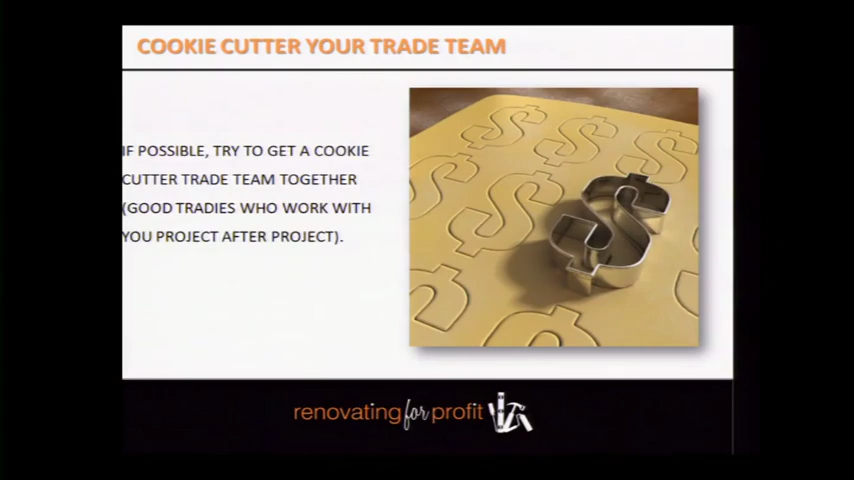 COOKIE CUTTER YOUR TRADE TEAM
IF POSSIBLE, TRY TO GET A COOKIE
CUTTER TRADE TEAM TOGETHER
(GOOD TRADIES WHO WORK WITH
YOU PROJECT AFTER PROJECT).
renovating for profit